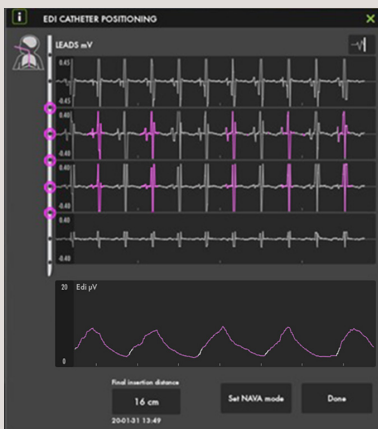 i EDI CATHETER POSITIONING X
LEADS mV
0.45
0.45
0.40
-0.40
0.40
-0.40
0.40
-0.40
20 Edi µV
0
Final insertion distance
16 cm Set NAVA mode Done
20-01-31 13:49